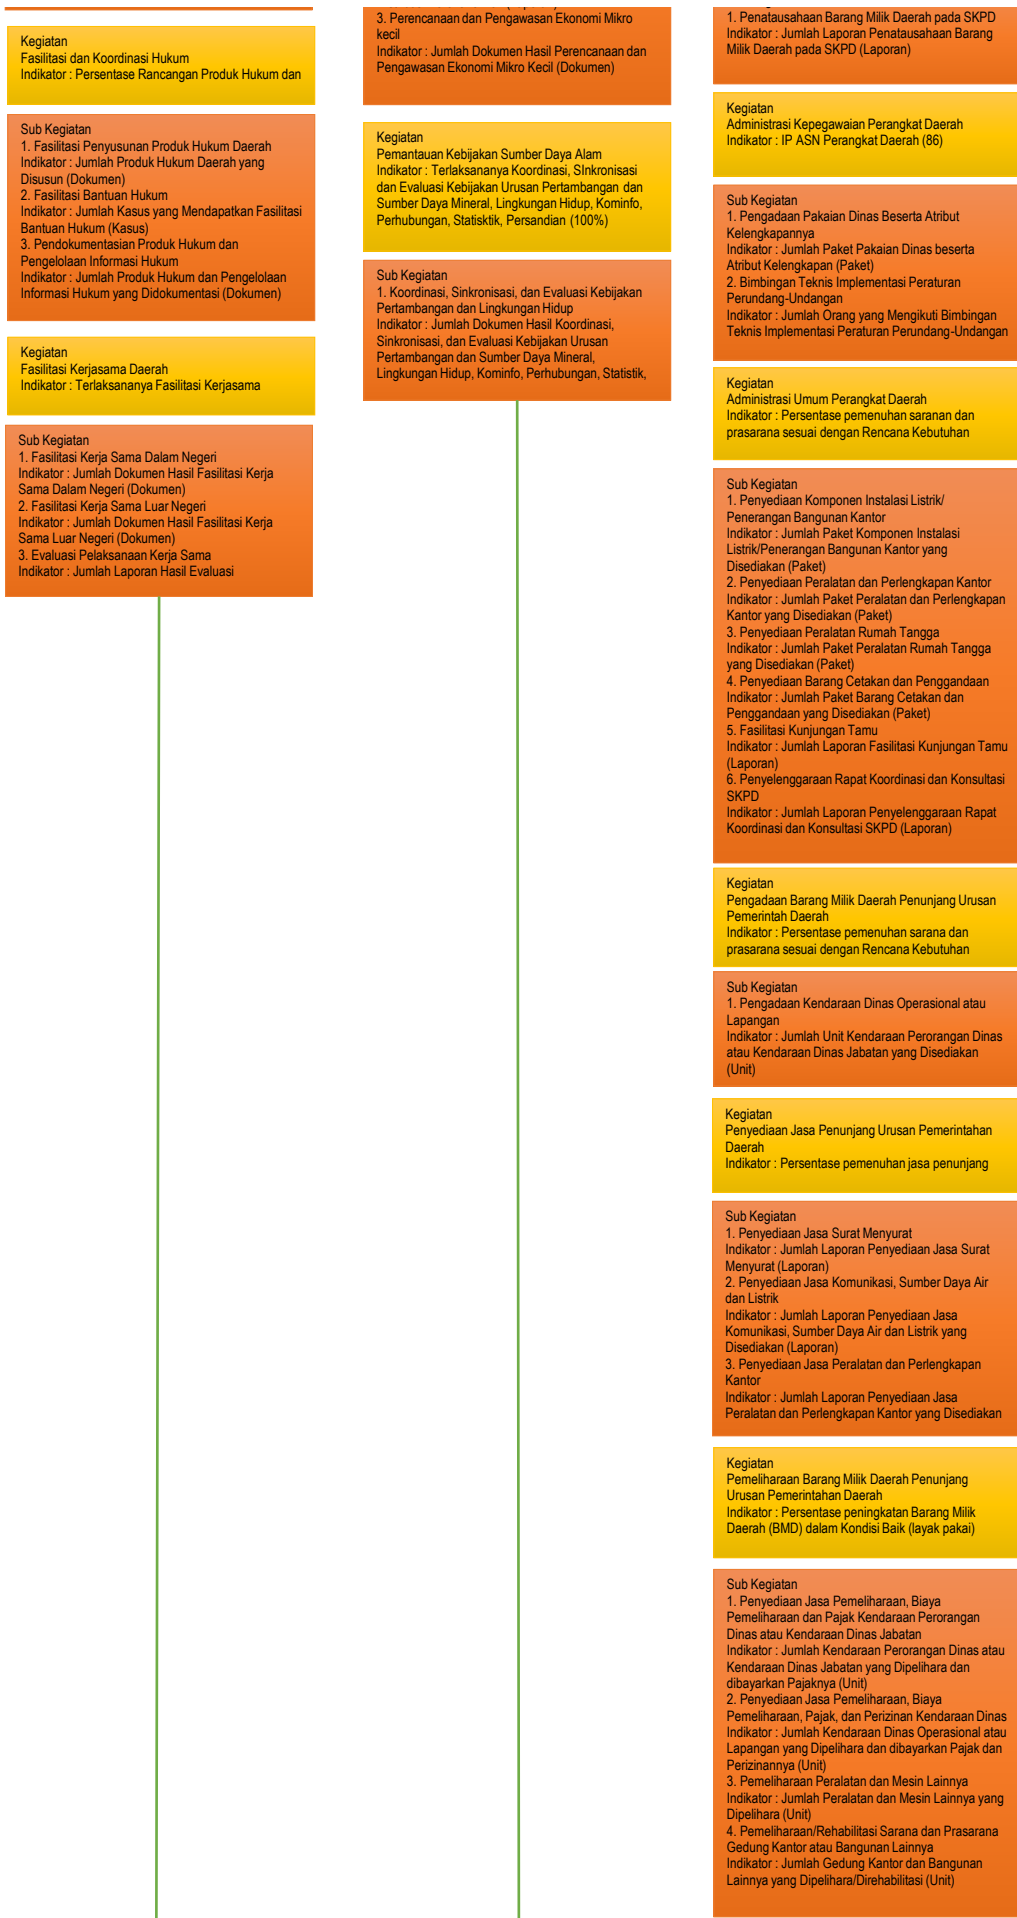 Kegiatan
Fasilitasi dan Koordinasi Hukum
Indikator : Persentase Rancangan Produk Hukum dan
Sub Kegiatan
1. Fasilitasi Penyusunan Produk Hukum Daerah
Indikator : Jumlah Produk Hukum Daerah yang
Disusun (Dokumen)
2. Fasilitasi Bantuan Hukum
Indikator : Jumlah Kasus yang Mendapatkan Fasilitasi
Bantuan Hukum (Kasus)
3. Pendokumentasian Produk Hukum dan
Pengelolaan Informasi Hukum
Indikator : Jumlah Produk Hukum dan Pengelolaan
Informasi Hukum yang Didokumentasi (Dokumen)
Kegiatan
Fasilitasi Kerjasama Daerah
Indikator : Terlaksananya Fasilitasi Kerjasama
Sub Kegiatan
1. Fasilitasi Kerja Sama Dalam Negeri
Indikator : Jumlah Dokumen Hasil Fasilitasi Kerja
Sama Dalam Negeri (Dokumen)
2. Fasilitasi Kerja Sama Luar Negeri
Indikator : Jumlah Dokumen Hasil Fasilitasi Kerja
Sama Luar Negeri (Dokumen)
3. Evaluasi Pelaksanaan Kerja Sama
Indikator : Jumlah Laporan Hasil Evaluasi
3. Perencanaan dan Pengawasan Ekonomi Mikro
kecil
Indikator : Jumlah Dokumen Hasil Perencanaan dan
Pengawasan Ekonomi Mikro Kecil (Dokumen)
Kegiatan
Pemantauan Kebijakan Sumber Daya Alam
Indikator : Terlaksananya Koordinasi, SInkronisasi
dan Evaluasi Kebijakan Urusan Pertambangan dan
Sumber Daya Mineral, Lingkungan Hidup, Kominfo,
Perhubungan, Statisktik, Persandian (100%)
Sub Kegiatan
1. Koordinasi, Sinkronisasi, dan Evaluasi Kebijakan
Pertambangan dan Lingkungan Hidup
Indikator : Jumlah Dokumen Hasil Koordinasi,
Sinkronisasi, dan Evaluasi Kebijakan Urusan
Pertambangan dan Sumber Daya Mineral,
Lingkungan Hidup, Kominfo, Perhubungan, Statistik,
1. Penatausahaan Barang Milik Daerah pada SKPD
Indikator : Jumlah Laporan Penatausahaan Barang
Milik Daerah pada SKPD (Laporan)
Kegiatan
Administrasi Kepegawaian Perangkat Daerah
Indikator : IP ASN Perangkat Daerah (86)
Sub Kegiatan
1. Pengadaan Pakaian Dinas Beserta Atribut
Kelengkapannya
Indikator : Jumlah Paket Pakaian Dinas beserta
Atribut Kelengkapan (Paket)
2. Bimbingan Teknis Implementasi Peraturan
Perundang-Undangan
Indikator : Jumlah Orang yang Mengikuti Bimbingan
Teknis Implementasi Peraturan Perundang-Undangan
Kegiatan
Administrasi Umum Perangkat Daerah
Indikator : Persentase pemenuhan saranan dan
prasarana sesuai dengan Rencana Kebutuhan
Sub Kegiatan
1. Penyediaan Komponen Instalasi Listrik/
Penerangan Bangunan Kantor
Indikator : Jumlah Paket Komponen Instalasi
Listrik/Penerangan Bangunan Kantor yang
Disediakan (Paket)
2. Penyediaan Peralatan dan Perlengkapan Kantor
Indikator : Jumlah Paket Peralatan dan Perlengkapan
Kantor yang Disediakan (Paket)
3. Penyediaan Peralatan Rumah Tangga
Indikator : Jumlah Paket Peralatan Rumah Tangga
yang Disediakan (Paket)
4. Penyediaan Barang Cetakan dan Penggandaan
Indikator : Jumlah Paket Barang Cetakan dan
Penggandaan yang Disediakan (Paket)
5. Fasilitasi Kunjungan Tamu
Indikator : Jumlah Laporan Fasilitasi Kunjungan Tamu
(Laporan)
6. Penyelenggaraan Rapat Koordinasi dan Konsultasi
SKPD
Indikator : Jumlah Laporan Penyelenggaraan Rapat
Koordinasi dan Konsultasi SKPD (Laporan)
Kegiatan
Pengadaan Barang Milik Daerah Penunjang Urusan
Pemerintah Daerah
Indikator : Persentase pemenuhan sarana dan
prasarana sesuai dengan Rencana Kebutuhan
Sub Kegiatan
1. Pengadaan Kendaraan Dinas Operasional atau
Lapangan
Indikator : Jumlah Unit Kendaraan Perorangan Dinas
atau Kendaraan Dinas Jabatan yang Disediakan
(Unit)
Kegiatan
Penyediaan Jasa Penunjang Urusan Pemerintahan
Daerah
Indikator : Persentase pemenuhan jasa penunjang
Sub Kegiatan
1. Penyediaan Jasa Surat Menyurat
Indikator : Jumlah Laporan Penyediaan Jasa Surat
Menyurat (Laporan)
2. Penyediaan Jasa Komunikasi, Sumber Daya Air
dan Listrik
Indikator : Jumlah Laporan Penyediaan Jasa
Komunikasi, Sumber Daya Air dan Listrik yang
Disediakan (Laporan)
3. Penyediaan Jasa Peralatan dan Perlengkapan
Kantor
Indikator : Jumlah Laporan Penyediaan Jasa
Peralatan dan Perlengkapan Kantor yang Disediakan
Kegiatan
Pemeliharaan Barang Milik Daerah Penunjang
Urusan Pemerintahan Daerah
Indikator : Persentase peningkatan Barang Milik
Daerah (BMD) dalam Kondisi Baik (layak pakai)
Sub Kegiatan
1. Penyediaan Jasa Pemeliharaan, Biaya
Pemeliharaan dan Pajak Kendaraan Perorangan
Dinas atau Kendaraan Dinas Jabatan
Indikator : Jumlah Kendaraan Perorangan Dinas atau
Kendaraan Dinas Jabatan yang Dipelihara dan
dibayarkan Pajaknya (Unit)
2. Penyediaan Jasa Pemeliharaan, Biaya
Pemeliharaan, Pajak, dan Perizinan Kendaraan Dinas
Indikator : Jumlah Kendaraan Dinas Operasional atau
Lapangan yang Dipelihara dan dibayarkan Pajak dan
Perizinannya (Unit)
3. Pemeliharaan Peralatan dan Mesin Lainnya
Indikator : Jumlah Peralatan dan Mesin Lainnya yang
Dipelihara (Unit)
4. Pemeliharaan/Rehabilitasi Sarana dan Prasarana
Gedung Kantor atau Bangunan Lainnya
Indikator : Jumlah Gedung Kantor dan Bangunan
Lainnya yang Dipelihara/Direhabilitasi (Unit)